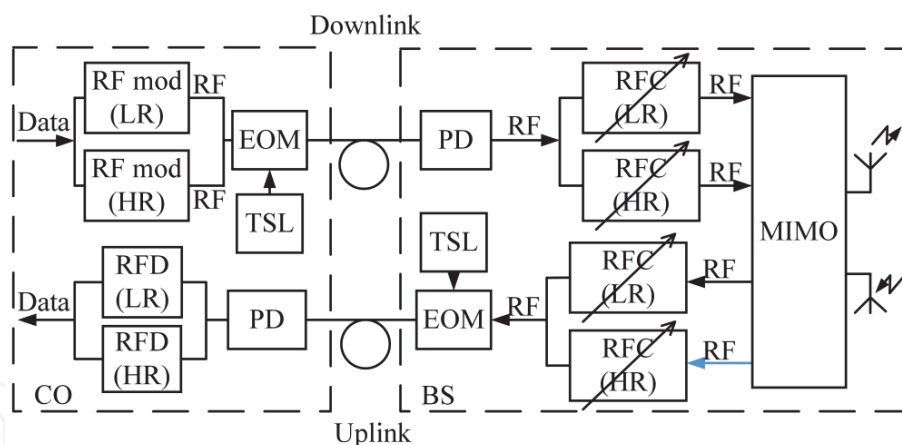 Downlink
RF mod
(LR)
RF
Data
RF mod
(HR)
RF
EOM
TSL
PD
RF
RFC
(LR)
RF
RFC
(HR)
RF
MIMO
Data
RFD
(LR)
RFD
(HR)
PD
TSL
EOM
RF
RFC
(LR)
RF
RFC
(HR)
RF
CO
BS
Uplink